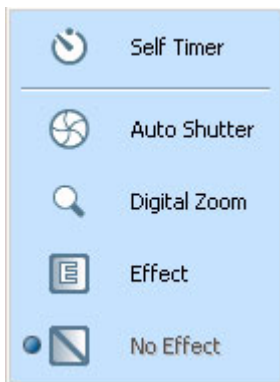 Self Timer
Auto Shutter
Digital Zoom
E Effect
No Effect